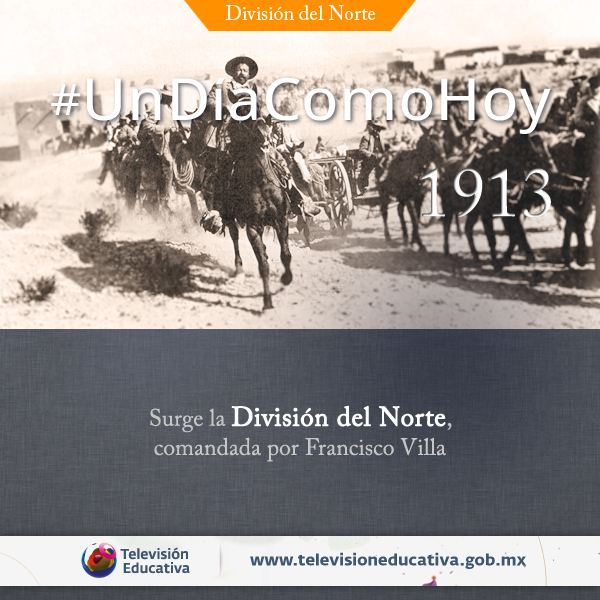 División del Norte
#UnDíaComoHoy
1913
Surge la División del Norte,
comandada por Francisco Villa
Televisión
Educativa
www.televisioneducativa.gob.mx